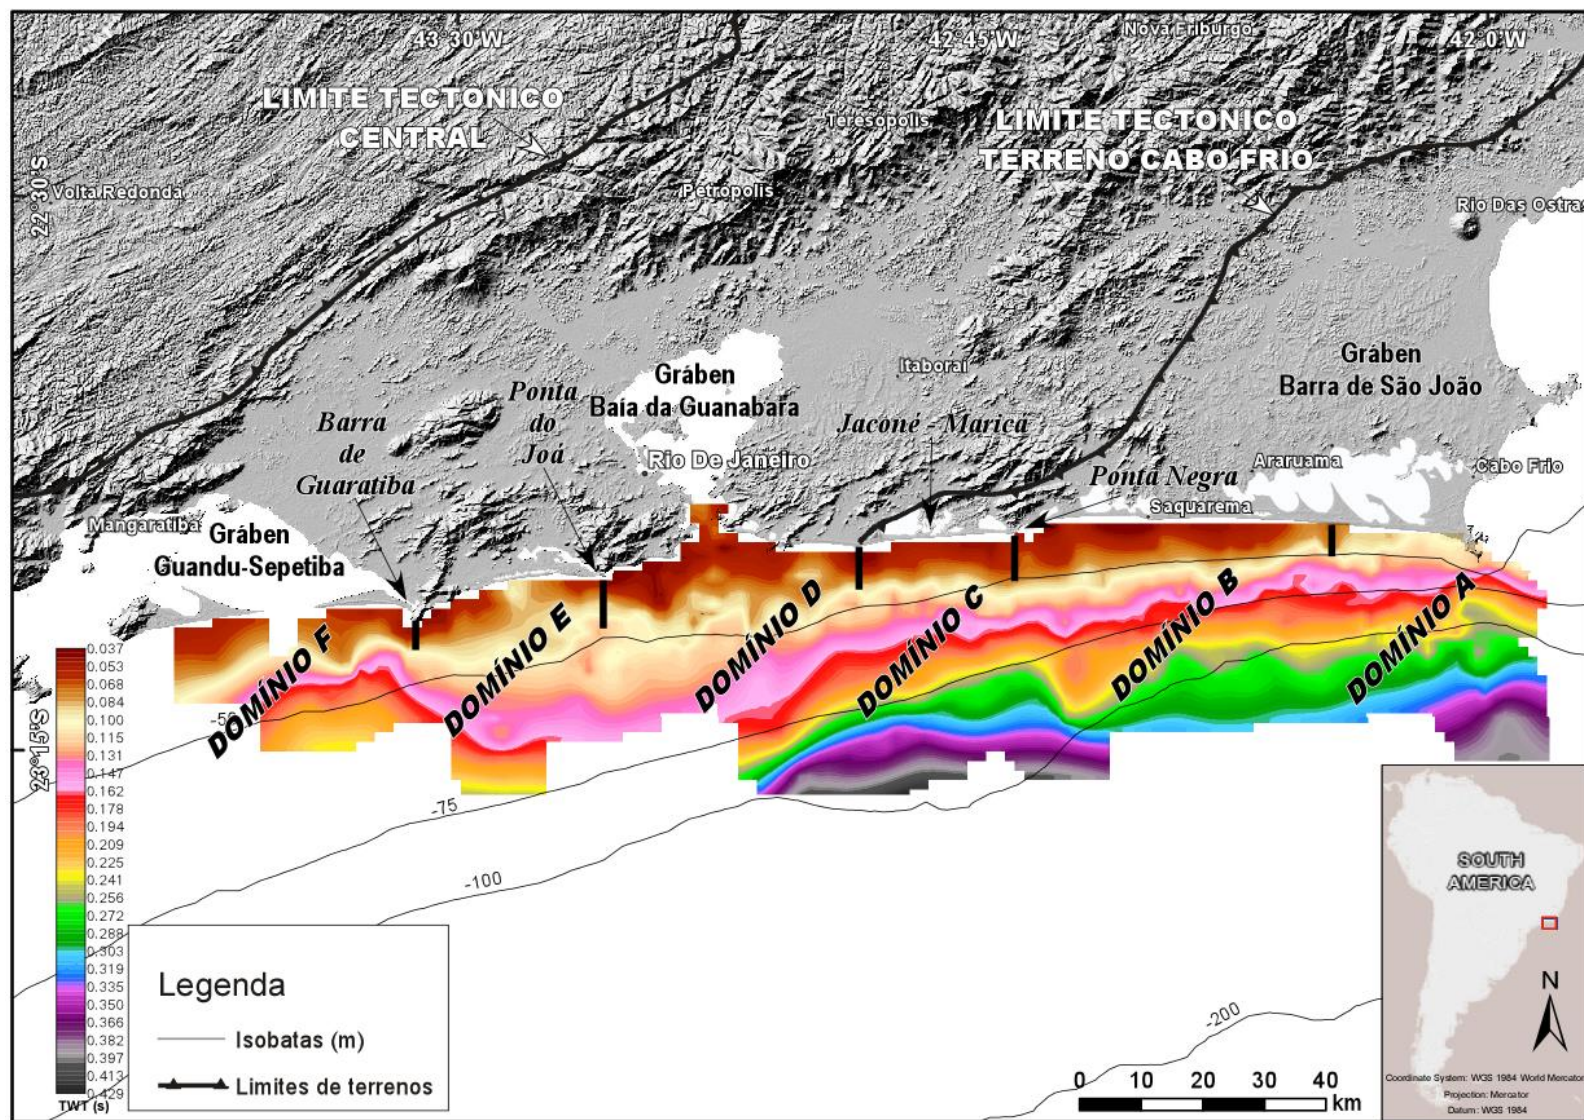 43°30'W
42°45'W
42°0'W
Nova Friburgo
LIMITE TECTONICO
CENTRAL
Teresopolis
LIMITE TECTONICO
TERRENO CABO FRIO
22°30'S
Volta Redonda
Petropolis
Rio Das Ostras
Itaboraí
Gráben
Barra de São João
Gráben
Baía da Guanabara
Ponta
do
Joá
Barra
de
Guaratiba
Jaconé - Maricá
Rio De Janeiro
Ponta Negra
Araruama
Cabo Frio
Saquarema
Mangaratiba
Gráben
Guandu-Sepetiba
DOMÍNIO F
DOMÍNIO E
DOMÍNIO D
DOMÍNIO C
DOMÍNIO B
DOMÍNIO A
23°15'S
-50
-75
-100
-200
0.037
0.053
0.068
0.084
0.100
0.115
0.131
0.147
0.162
0.178
0.194
0.209
0.225
0.241
0.256
0.272
0.288
0.303
0.319
0.335
0.350
0.366
0.382
0.397
0.413
0.429
TWT (s)
Legenda
Isobatas (m)
Limites de terrenos
0 10 20 30 40
km
SOUTH
AMERICA
N
Coordinate System: WGS 1984 World Mercator
Projection: Mercator
Datum: WGS 1984